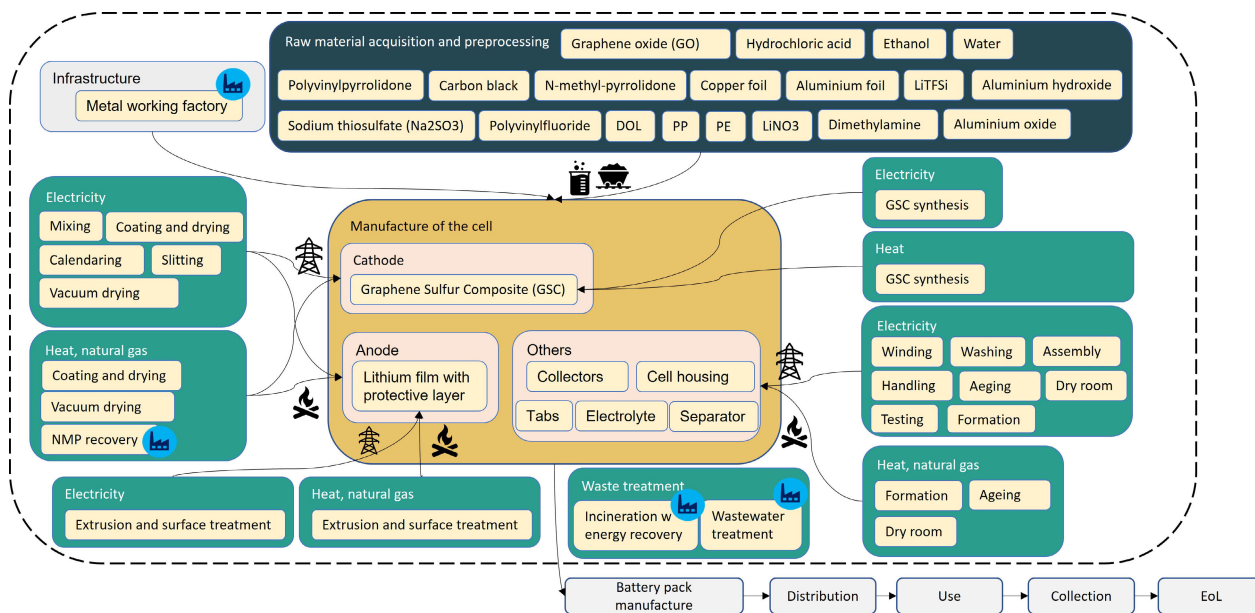 Raw material acquisition and preprocessing
Graphene oxide (GO)
Hydrochloric acid
Ethanol
Water
Polyvinylpyrrolidone
Carbon black
N-methyl-pyrrolidone
Copper foil
Aluminium foil
LiTFSi
Aluminium hydroxide
Sodium thiosulfate (Na2SO3)
Polyvinylfluoride
DOL
PP
PE
LiNO3
Dimethylamine
Aluminium oxide
Infrastructure
Metal working factory
Electricity
Mixing
Coating and drying
Calendaring
Slitting
Vacuum drying
Heat, natural gas
Coating and drying
Vacuum drying
NMP recovery
Manufacture of the cell
Cathode
Graphene Sulfur Composite (GSC)
Anode
Lithium film with
protective layer
Others
Collectors
Cell housing
Tabs
Electrolyte
Separator
Electricity
GSC synthesis
Heat
GSC synthesis
Electricity
Winding
Washing
Assembly
Handling
Aeging
Dry room
Testing
Formation
Heat, natural gas
Formation
Ageing
Dry room
Electricity
Extrusion and surface treatment
Heat, natural gas
Extrusion and surface treatment
Waste treatment
Incineration w
energy recovery
Wastewater
treatment
Battery pack
manufacture
Distribution
Use
Collection
EoL